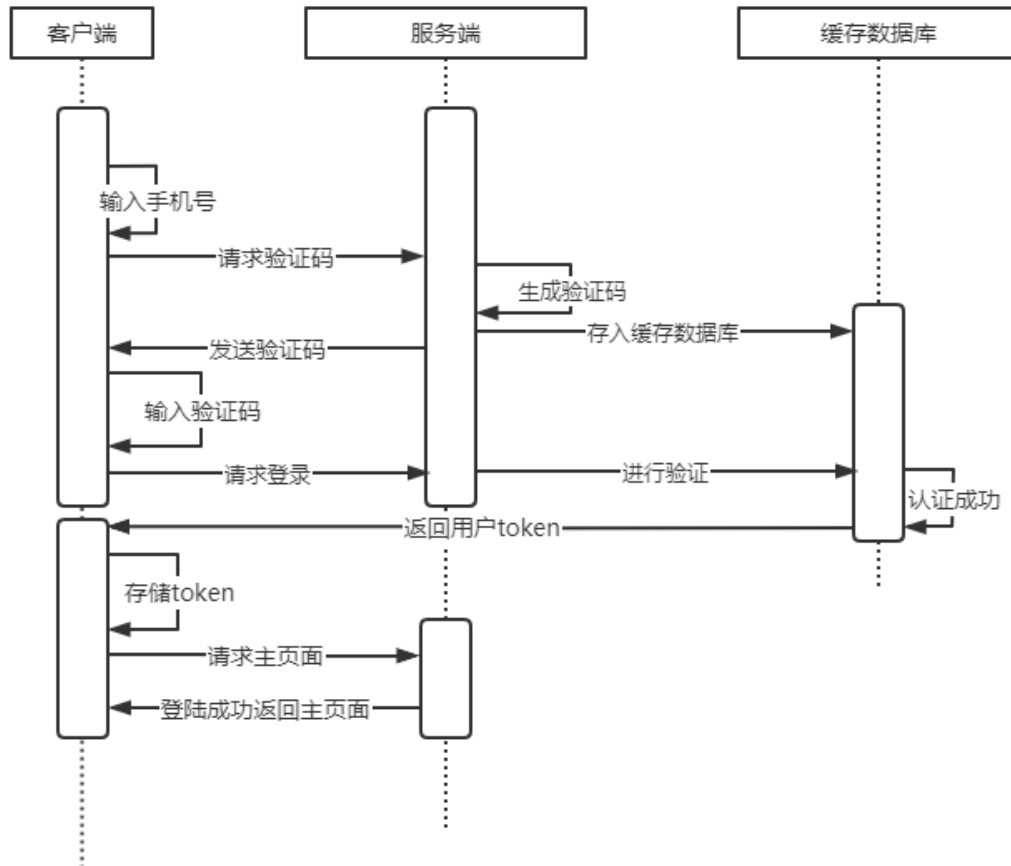 客户端
服务端
缓存数据库
输入手机号
请求验证码
生成验证码
存入缓存数据库
发送验证码
输入验证码
请求登录
进行验证
认证成功
返回用户token
存储token
请求主页面
登陆成功返回主页面